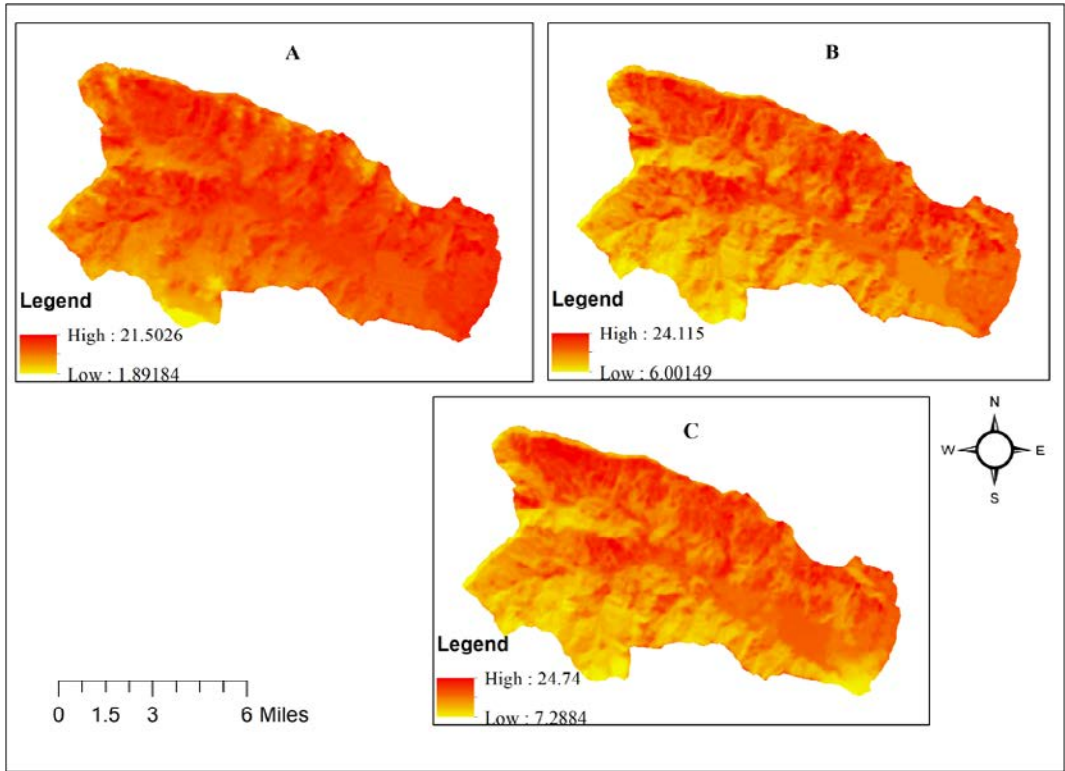 A
Legend
High : 21.5026
Low : 1.89184
B
Legend
High : 24.115
Low : 6.00149
C
Legend
High : 24.74
Low : 7.2884
N
W E
S
0 1.5 3 6 Miles